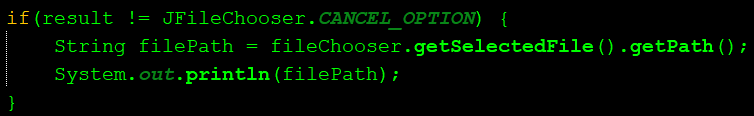 if(result != JFileChooser.CANCEL_OPTION) {
    String filePath = fileChooser.getSelectedFile().getPath();
    System.out.println(filePath);
}